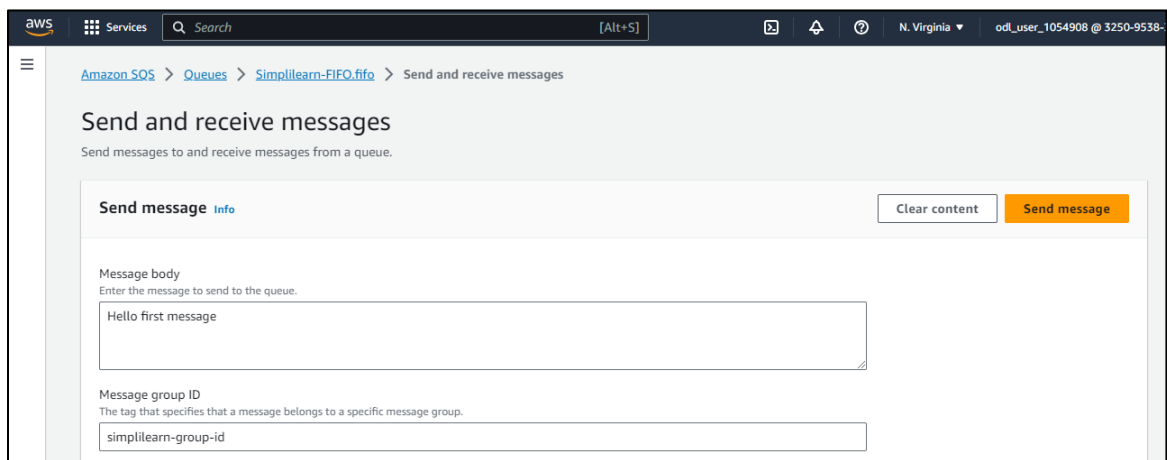 aws Services Search [Alt+S] N. Virginia ▼ odl_user_1054908 @ 3250-9538-
Amazon SQS > Queues > Simplilearn-FIFO.fifo > Send and receive messages
Send and receive messages
Send messages to and receive messages from a queue.
Send message Info Clear content Send message
Message body
Enter the message to send to the queue.
Hello first message
Message group ID
The tag that specifies that a message belongs to a specific message group.
simplilearn-group-id